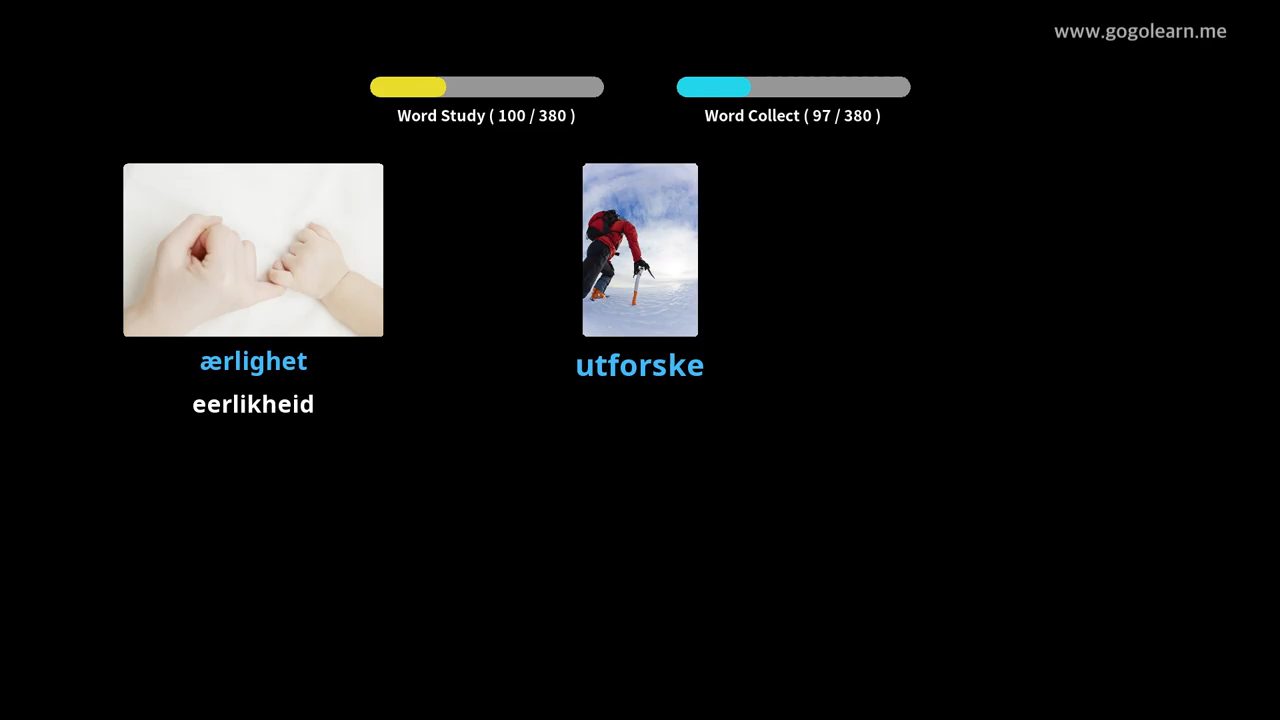 www.gogolearn.me
Word Study ( 100 / 380 )
Word Collect ( 97 / 380 )
ærlighet
eerlikheid
utforske